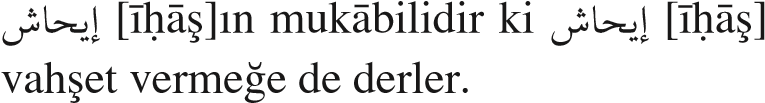 إيحاش [īḥāş]ın mukābilidir ki إيحاش [īḥāş]
vahşet vermeğe de derler.